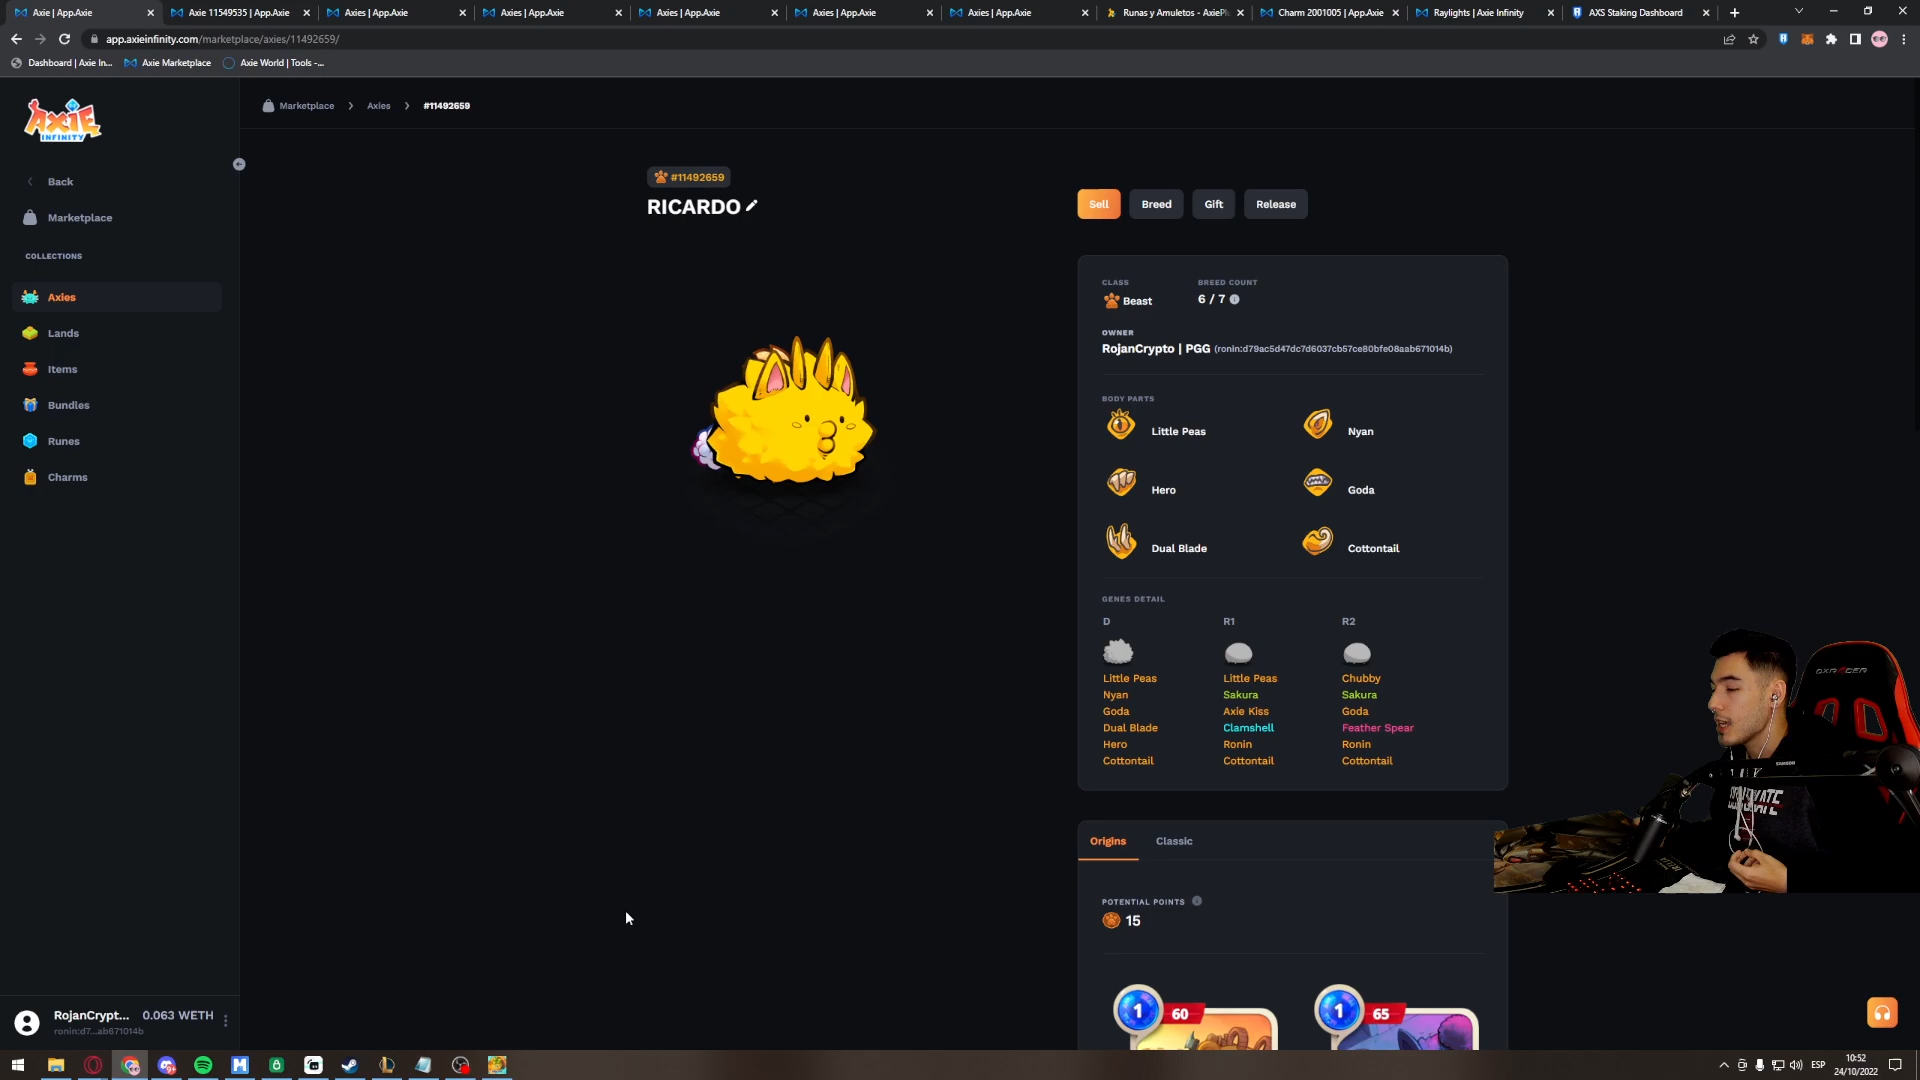 Axie | App.Axie
Axie 11549535 | App.Axie
Axies | App.Axie
Axies | App.Axie
Axies | App.Axie
Axies | App.Axie
Axies | App.Axie
Runas y Amuletos - AxiePl
Charm 2001005 | App.Axie
Raylights | Axie Infinity
AXS Staking Dashboard
app.axieinfinity.com/marketplace/axies/11492659/
Dashboard | Axie In...
Axie Marketplace
Axie World | Tools -...
AXIE
INFINITY
Marketplace
Axies
#11492659
Back
Marketplace
COLLECTIONS
Axies
Lands
Items
Bundles
Runes
Charms
#11492659
RICARDO
Sell
Breed
Gift
Release
CLASS
BREED COUNT
Beast
6 / 7
OWNER
RojanCrypto | PGG (ronin:d79ac5d47dc7d6037cb57ce80bfe08aab671014b)
BODY PARTS
Little Peas
Nyan
Hero
Goda
Dual Blade
Cottontail
GENES DETAIL
D
R1
R2
Little Peas
Little Peas
Chubby
Nyan
Sakura
Sakura
Goda
Axie Kiss
Goda
Dual Blade
Clamshell
Feather Spear
Hero
Ronin
Ronin
Cottontail
Cottontail
Cottontail
Origins
Classic
POTENTIAL POINTS
15
1
60
1
65
DXRACER
SAMSON
RojanCrypt...
0.063 WETH
ronin:d7...ab671014b
ESP
10:52
24/10/2022